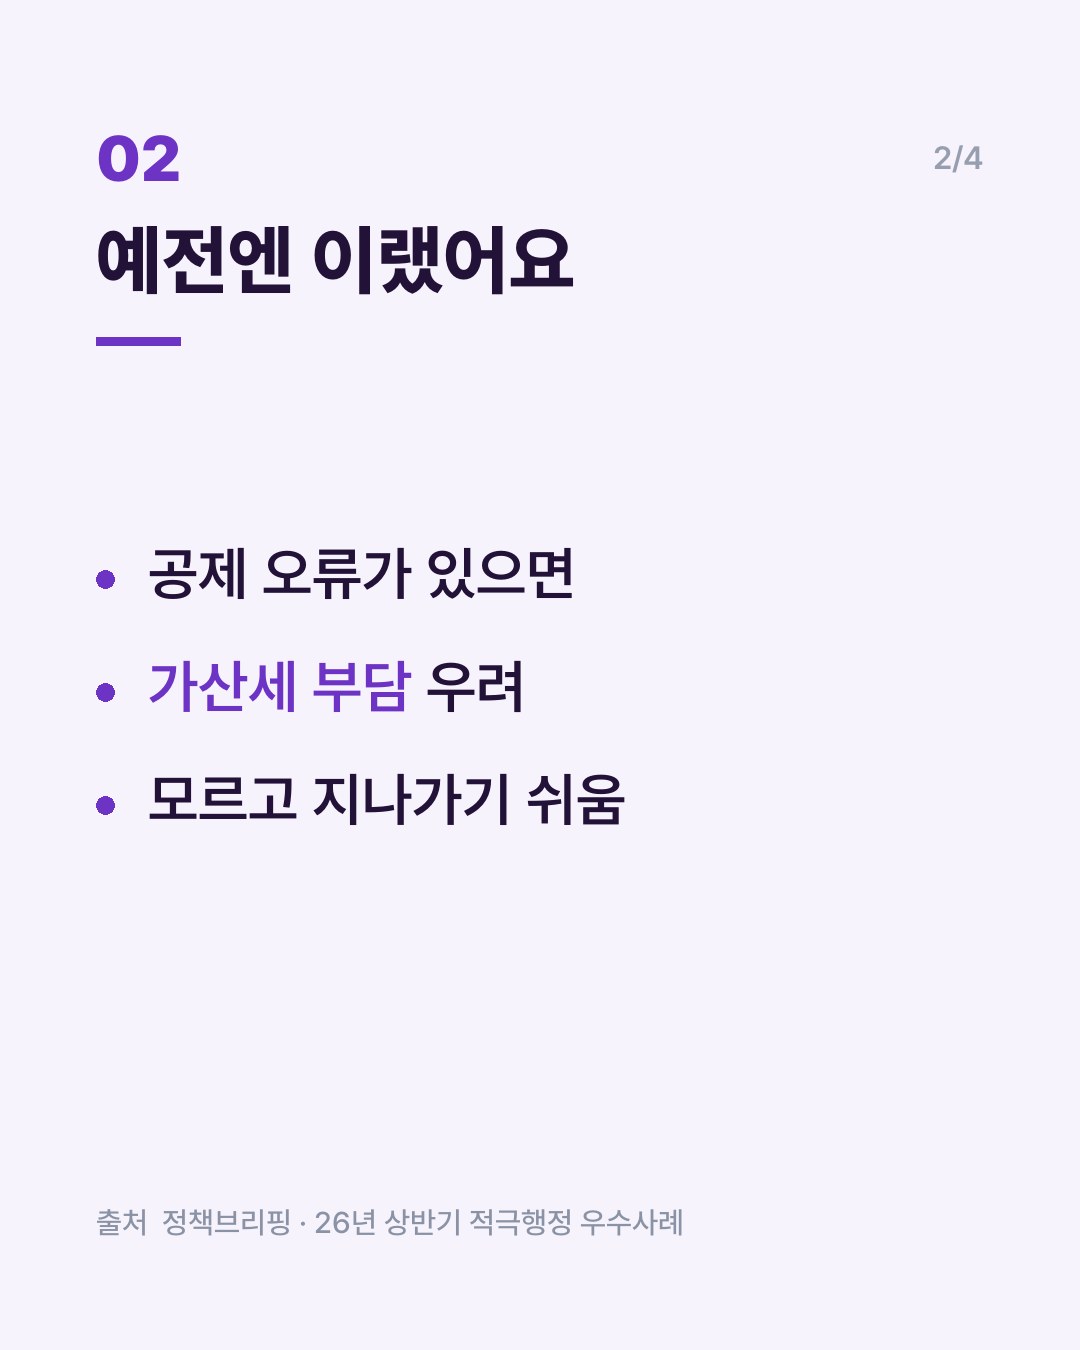 02
2/4
예전엔 이랬어요
• 공제 오류가 있으면
• 가산세 부담 우려
• 모르고 지나가기 쉬움
출처 정책브리핑 · 26년 상반기 적극행정 우수사례